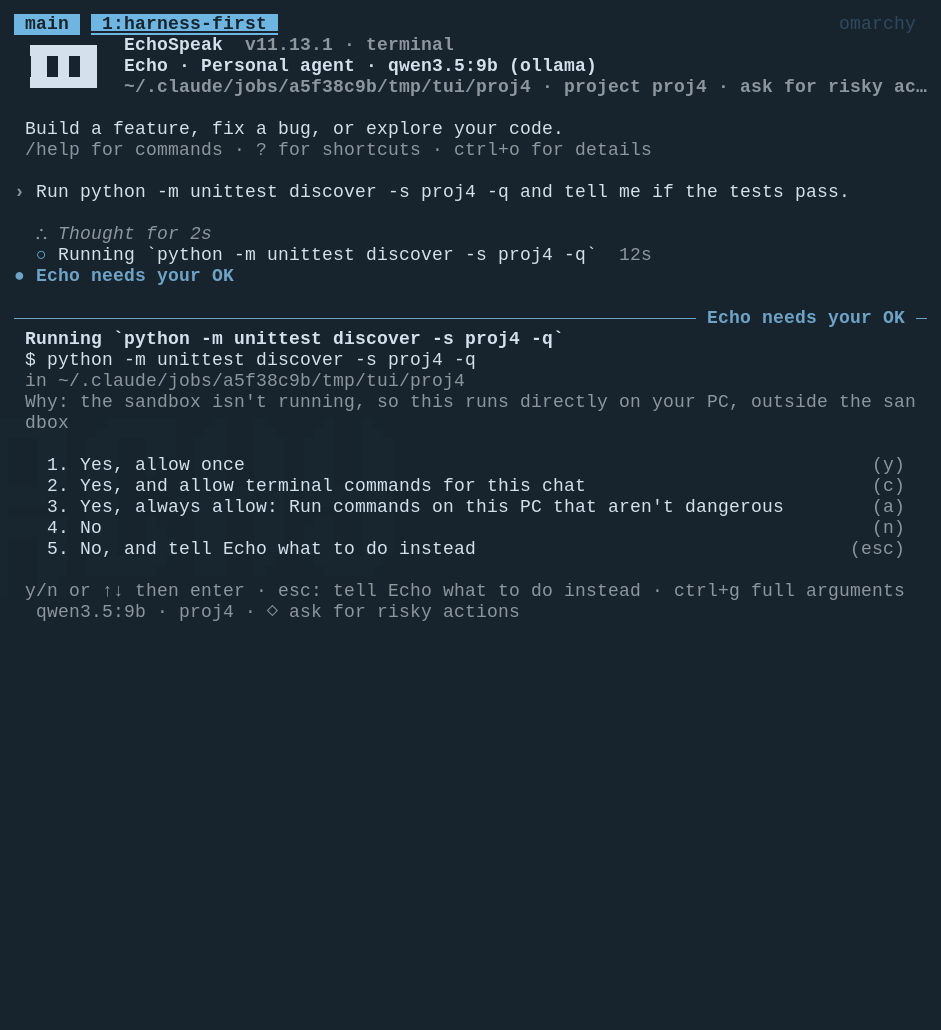 main 1:harness-first omarchy
EchoSpeak v11.13.1 · terminal
Echo · Personal agent · qwen3.5:9b (ollama)
~/.claude/jobs/a5f38c9b/tmp/tui/proj4 · project proj4 · ask for risky ac…
Build a feature, fix a bug, or explore your code.
/help for commands · ? for shortcuts · ctrl+o for details
› Run python -m unittest discover -s proj4 -q and tell me if the tests pass.
∴ Thought for 2s
○ Running `python -m unittest discover -s proj4 -q` 12s
● Echo needs your OK
Echo needs your OK
Running `python -m unittest discover -s proj4 -q`
$ python -m unittest discover -s proj4 -q
in ~/.claude/jobs/a5f38c9b/tmp/tui/proj4
Why: the sandbox isn't running, so this runs directly on your PC, outside the san
dbox
1. Yes, allow once (y)
2. Yes, and allow terminal commands for this chat (c)
3. Yes, always allow: Run commands on this PC that aren't dangerous (a)
4. No (n)
5. No, and tell Echo what to do instead (esc)
y/n or ↑↓ then enter · esc: tell Echo what to do instead · ctrl+g full arguments
qwen3.5:9b · proj4 · ◇ ask for risky actions